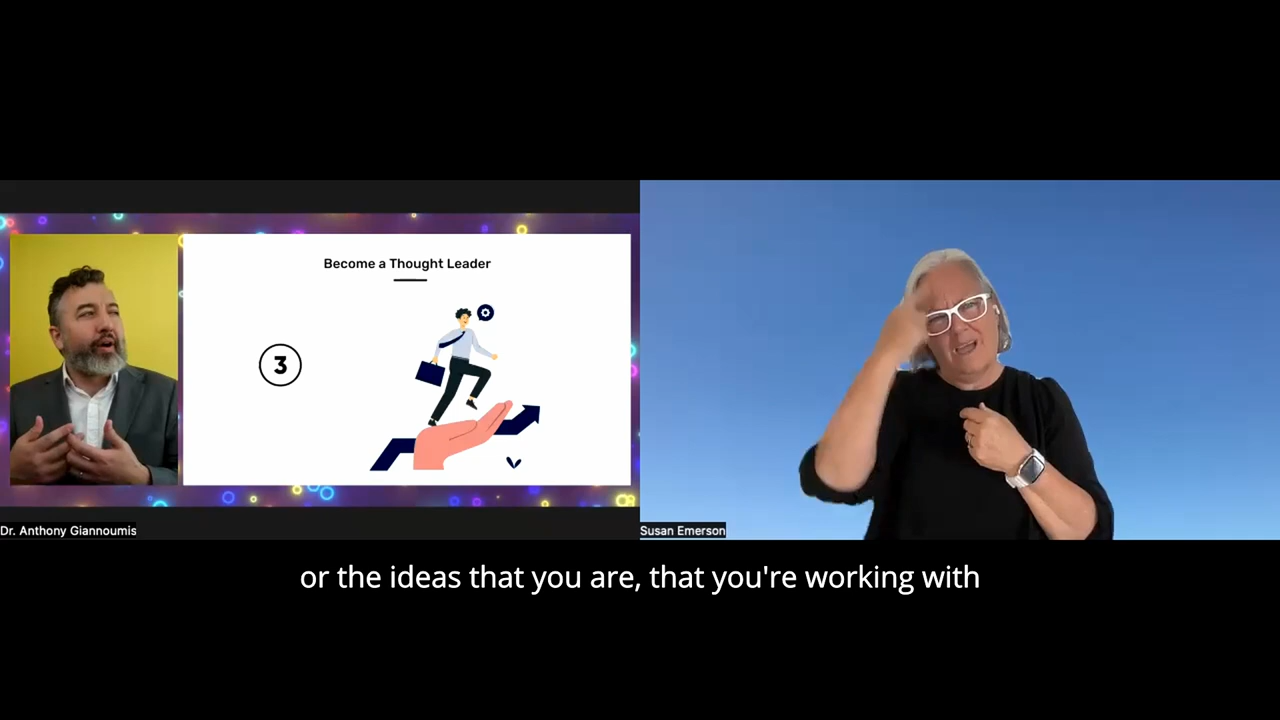 Become a Thought Leader
3
Dr. Anthony Giannoumis
Susan Emerson
or the ideas that you are, that you're working with